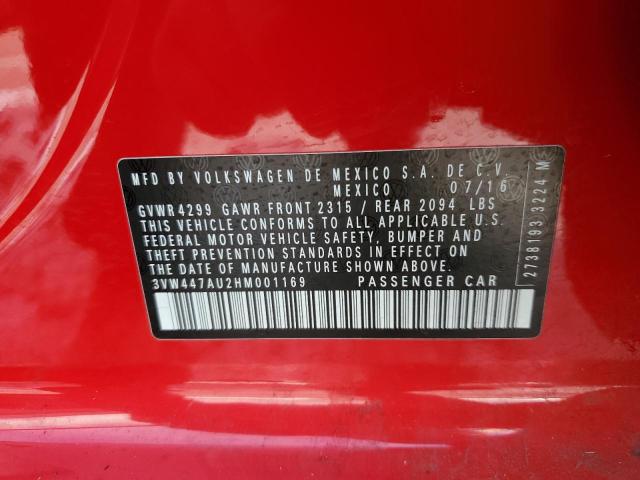 MFD BY VOLKSWAGEN DE MEXICO S.A. DE C.V.
MEXICO 07/16
GVWR 4299 GAWR FRONT 2315 / REAR 2094 LBS
THIS VEHICLE CONFORMS TO ALL APPLICABLE U.S.
FEDERAL MOTOR VEHICLE SAFETY, BUMPER AND
THEFT PREVENTION STANDARDS IN EFFECT ON
THE DATE OF MANUFACTURE SHOWN ABOVE.
3VW447AU2HM001169 PASSENGER CAR
2738193 3224 M